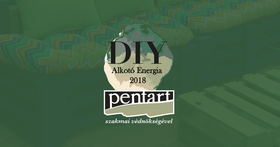 DIY
Alkotó Energia
2018
pentart
szakmai védnökségével